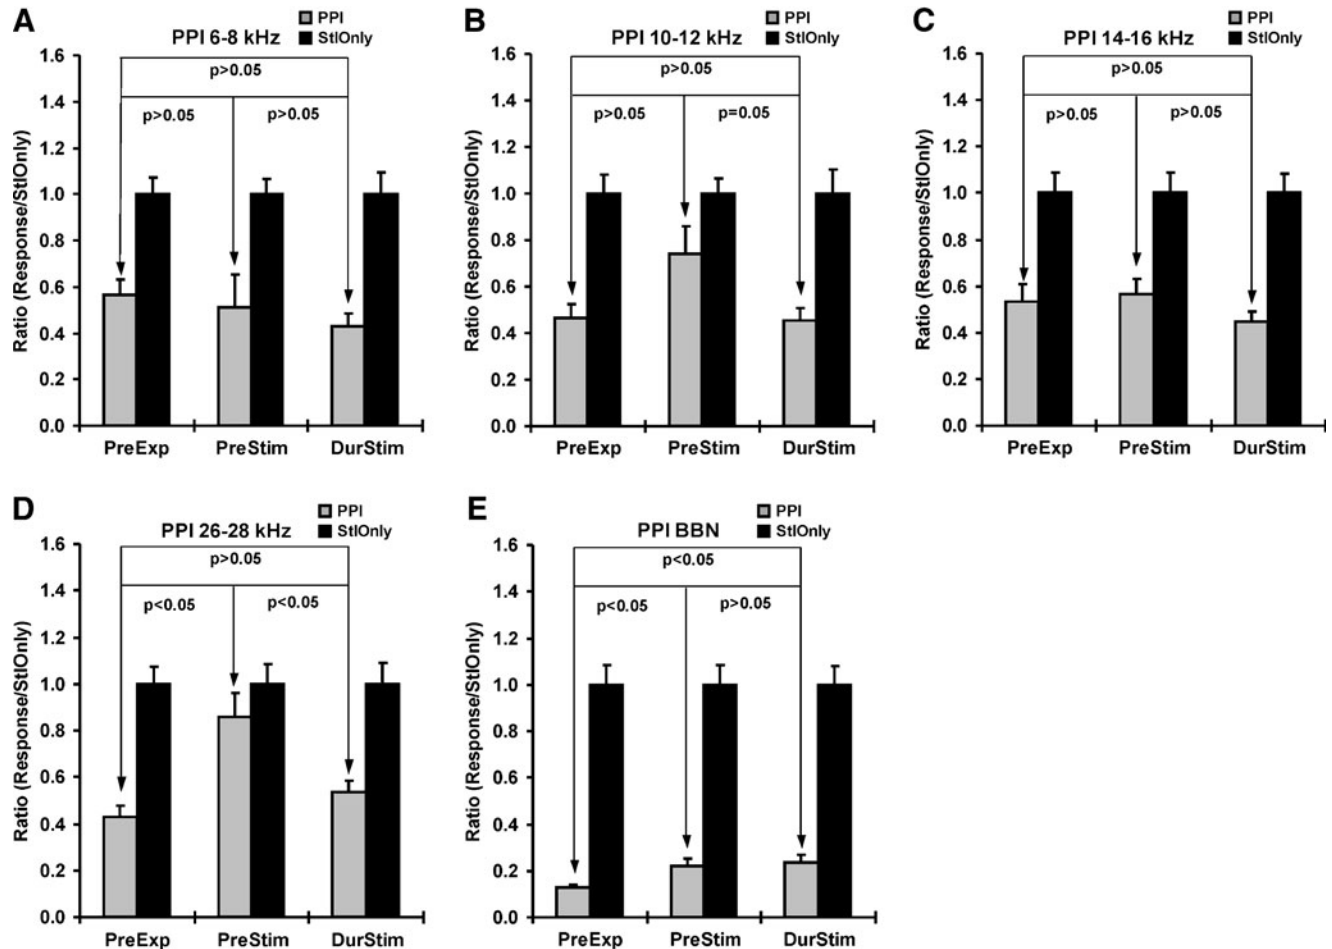 A
PPI 6-8 kHz
PPI
StlOnly
Ratio (Response/StlOnly)
1.6
1.4
1.2
1.0
0.8
0.6
0.4
0.2
0.0
p>0.05
p>0.05 p>0.05
PreExp PreStim DurStim
B
PPI 10-12 kHz
PPI
StlOnly
Ratio (Response/StlOnly)
1.6
1.4
1.2
1.0
0.8
0.6
0.4
0.2
0.0
p>0.05
p>0.05 p=0.05
PreExp PreStim DurStim
C
PPI 14-16 kHz
PPI
StlOnly
Ratio (Response/StlOnly)
1.6
1.4
1.2
1.0
0.8
0.6
0.4
0.2
0.0
p>0.05
p>0.05 p>0.05
PreExp PreStim DurStim
D
PPI 26-28 kHz
PPI
StlOnly
Ratio (Response/StlOnly)
1.6
1.4
1.2
1.0
0.8
0.6
0.4
0.2
0.0
p>0.05
p<0.05 p<0.05
PreExp PreStim DurStim
E
PPI BBN
PPI
StlOnly
Ratio (Response/StlOnly)
1.6
1.4
1.2
1.0
0.8
0.6
0.4
0.2
0.0
p<0.05
p<0.05 p>0.05
PreExp PreStim DurStim